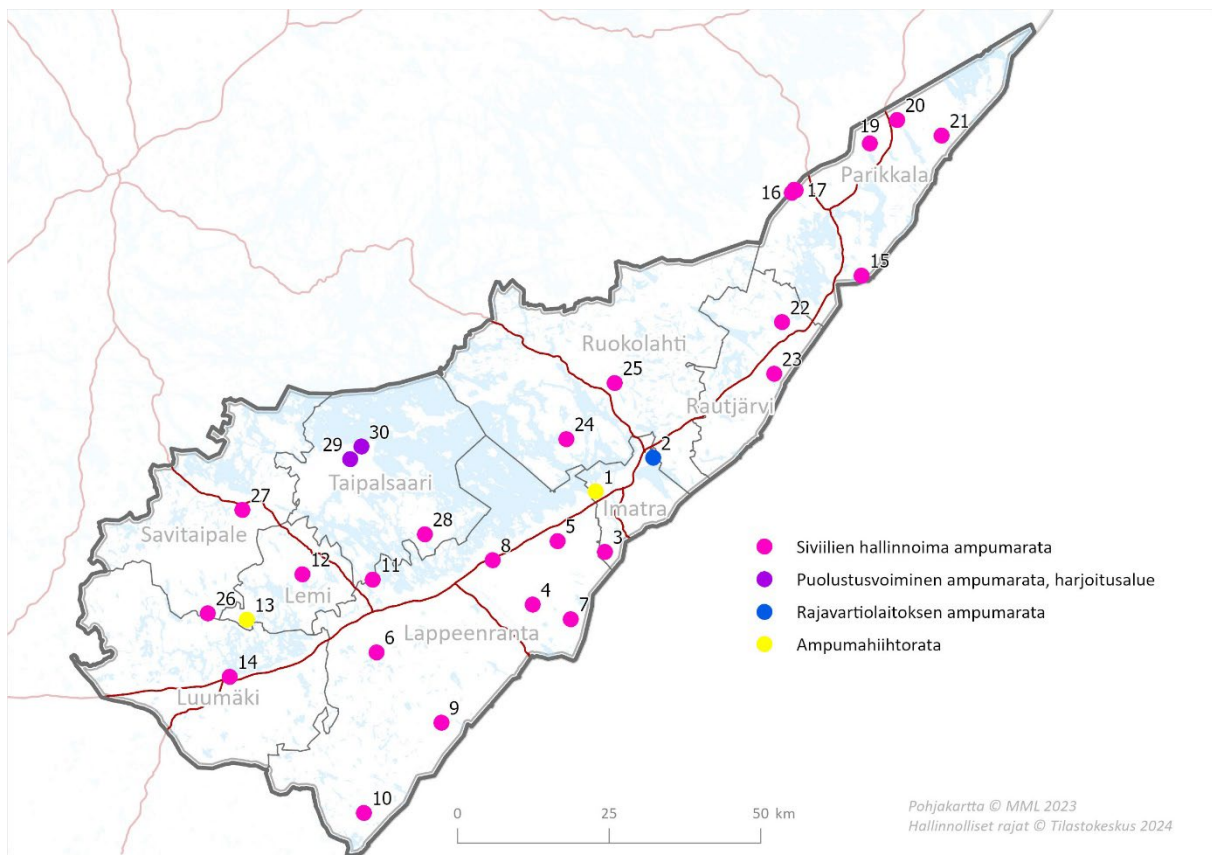 20
19
21
Parikkala
16
17
15
22
Ruokolahti
25
23
Rautjärvi
24
2
30
29
Taipalsaari
1
Imatra
27
Savitaipale
28
5
3
8
12
11
Lemi
26
13
4
7
Lappeenranta
6
14
Luumäki
9
10
Siviilien hallinnoima ampumarata
Puolustusvoiminen ampumarata, harjoitusalue
Rajavartiolaitoksen ampumarata
Ampumahiihtorata
0 25 50 km
Pohjakartta © MML 2023
Hallinnolliset rajat © Tilastokeskus 2024